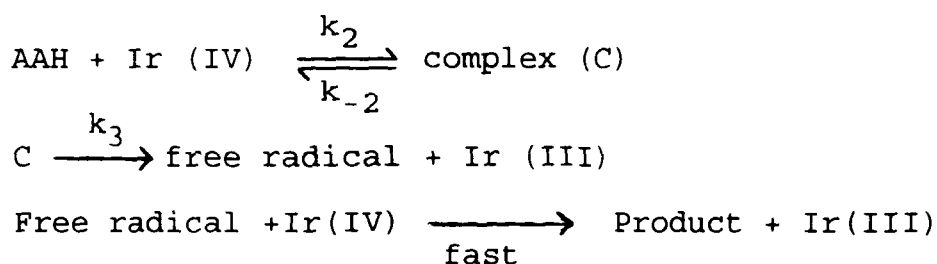 AAH + Ir (IV) k₂ ⇌ k₋₂ complex (C)
C k₃ ⟶ free radical + Ir (III)
Free radical +Ir(IV) ⟶ fast Product + Ir(III)